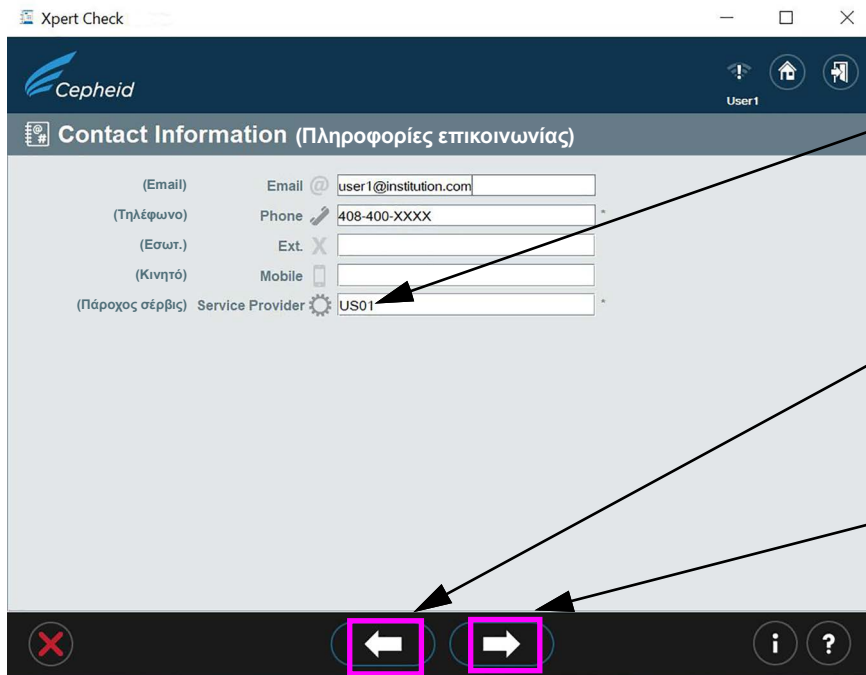 Xpert Check
Cepheid
User1
Contact Information (Πληροφορίες επικοινωνίας)
(Email) Email @ user1@institution.com
(Τηλέφωνο) Phone 408-400-XXXX *
(Εσωτ.) Ext. X
(Κινητό) Mobile
(Πάροχος σέρβις) Service Provider US01 *
i ?